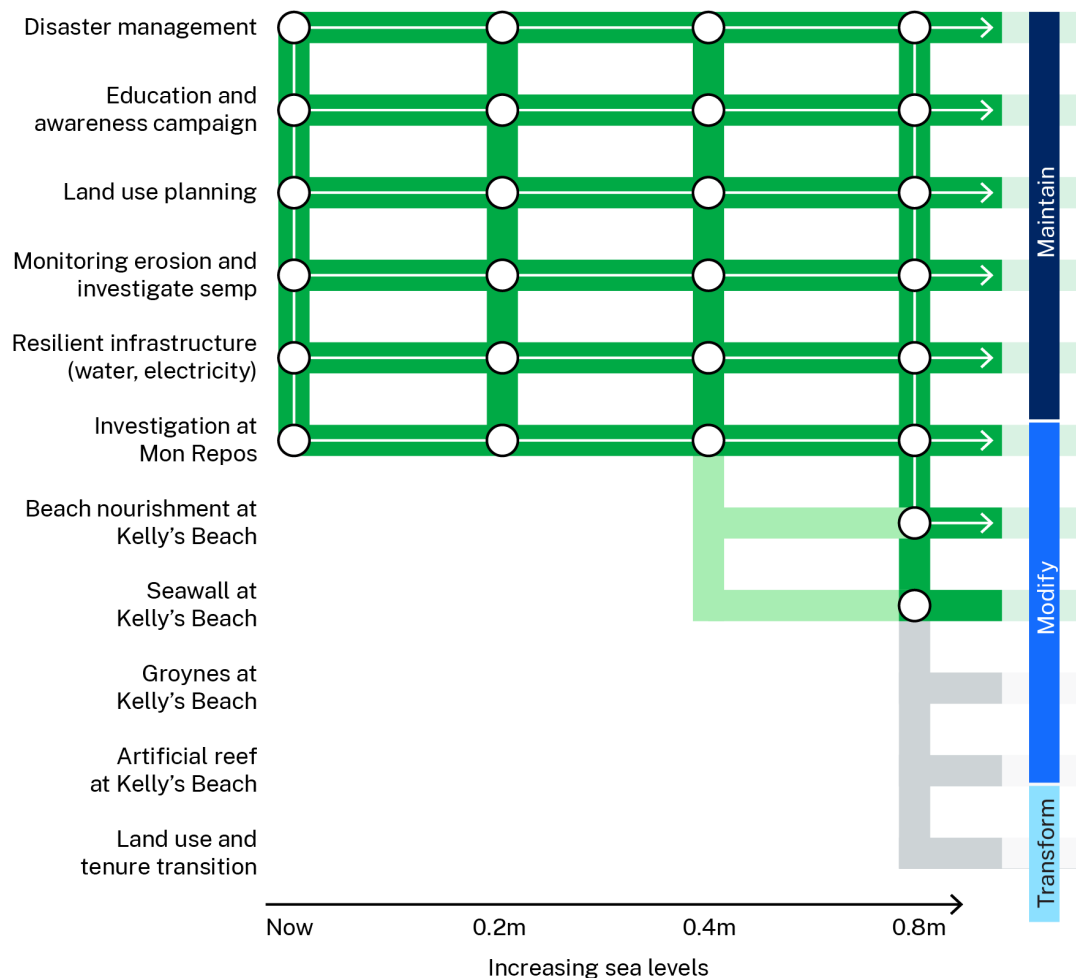 Disaster management
Education and
awareness campaign
Land use planning
Monitoring erosion and
investigate semp
Resilient infrastructure
(water, electricity)
Investigation at
Mon Repos
Beach nourishment at
Kelly’s Beach
Seawall at
Kelly’s Beach
Groynes at
Kelly’s Beach
Artificial reef
at Kelly’s Beach
Land use and
tenure transition
Maintain
Modify
Transform
Now
0.2m
0.4m
0.8m
Increasing sea levels